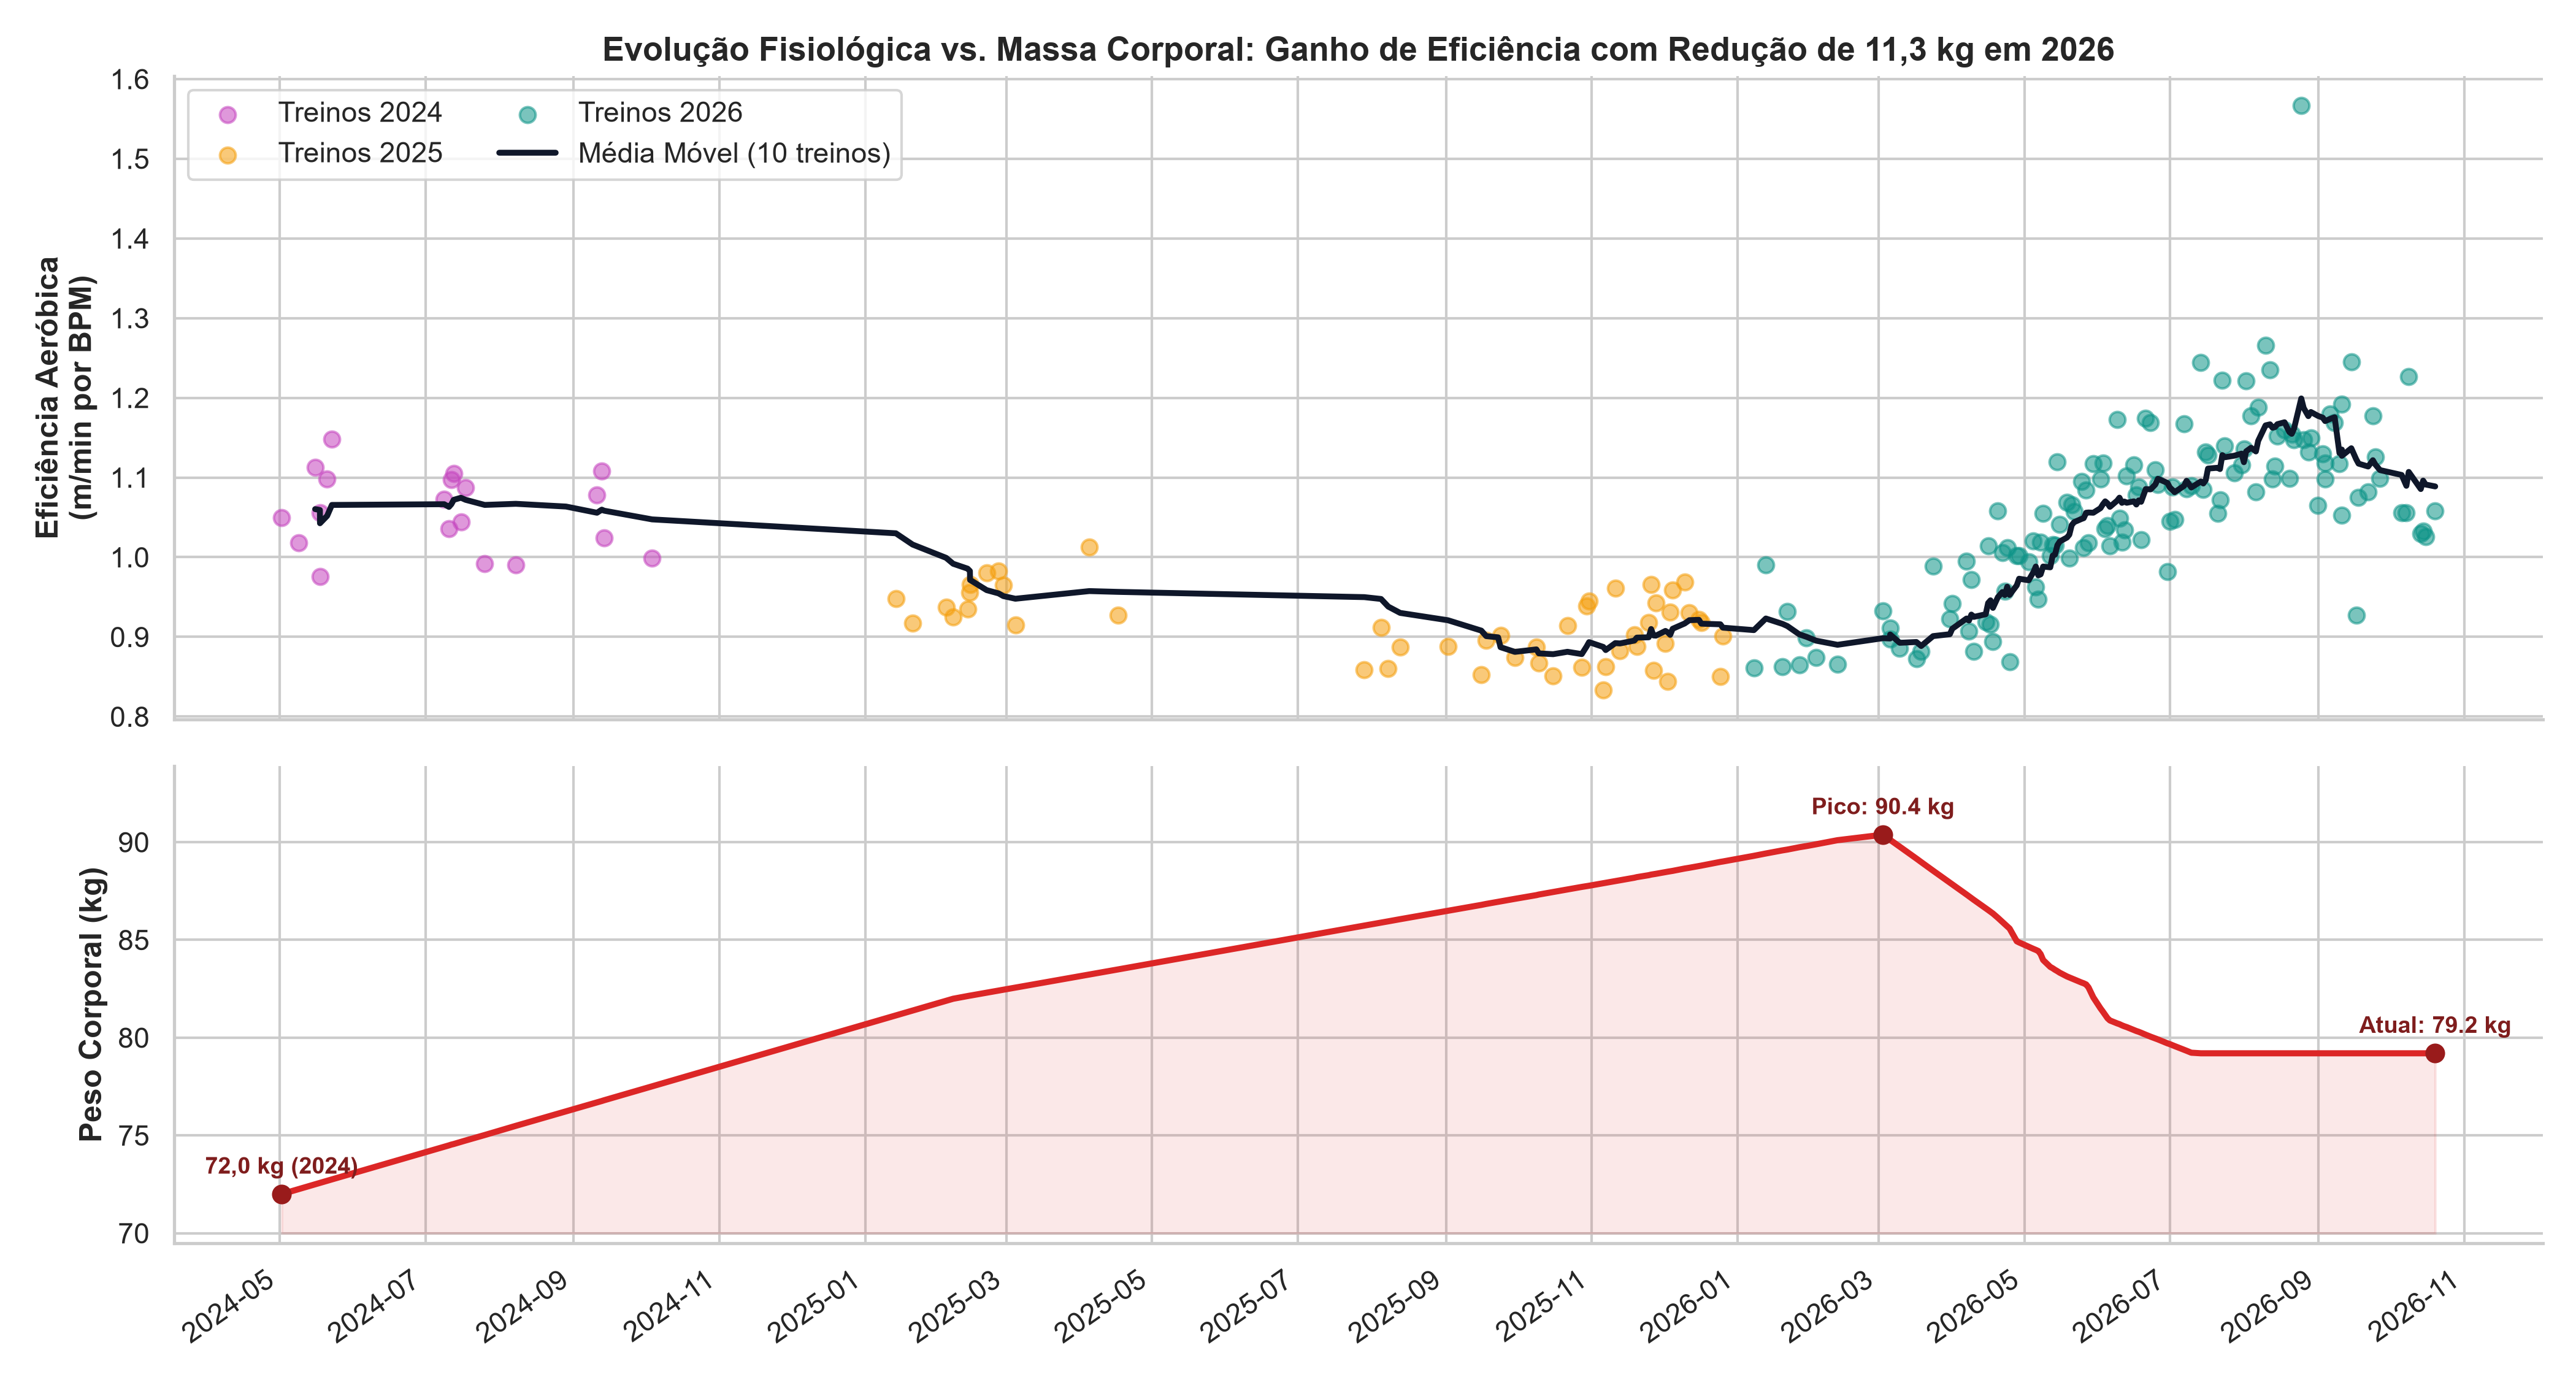 Evolução Fisiológica vs. Massa Corporal: Ganho de Eficiência com Redução de 11,3 kg em 2026
Treinos 2024
Treinos 2025
Treinos 2026
Média Móvel (10 treinos)
Eficiência Aeróbica
(m/min por BPM)
1.6
1.5
1.4
1.3
1.2
1.1
1.0
0.9
0.8
Peso Corporal (kg)
90
85
80
75
70
Pico: 90.4 kg
Atual: 79.2 kg
72,0 kg (2024)
2024-05
2024-07
2024-09
2024-11
2025-01
2025-03
2025-05
2025-07
2025-09
2025-11
2026-01
2026-03
2026-05
2026-07
2026-09
2026-11